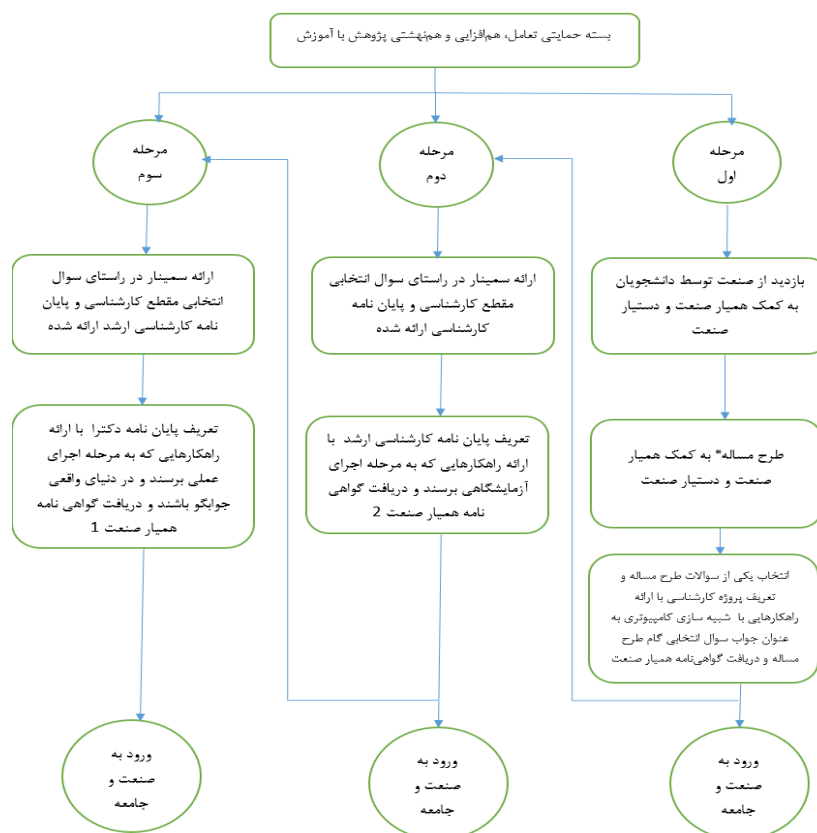 بسته حمایتی تعامل، هم‌افزایی و هم‌نهشتی پژوهش با آموزش
مرحله
اول
مرحله
دوم
مرحله
سوم
بازدید از صنعت توسط دانشجویان
به کمک همیار صنعت و دستیار
صنعت
ارائه سمینار در راستای سوال انتخابی
مقطع کارشناسی و پایان نامه
کارشناسی ارائه شده
ارائه سمینار در راستای سوال
انتخابی مقطع کارشناسی و پایان
نامه کارشناسی ارشد ارائه شده
طرح مساله* به کمک همیار
صنعت و دستیار صنعت
تعریف پایان نامه کارشناسی ارشد با
ارائه راهکارهایی که به مرحله اجرای
آزمایشگاهی برسند و دریافت گواهی
نامه همیار صنعت 2
تعریف پایان نامه دکترا با ارائه
راهکارهایی که به مرحله اجرای
عملی برسند و در دنیای واقعی
جوابگو باشند و دریافت گواهی نامه
همیار صنعت 1
انتخاب یکی از سوالات طرح مساله و
تعریف پروژه کارشناسی با ارائه
راهکارهایی با شبیه سازی کامپیوتری به
عنوان جواب سوال انتخابی گام طرح
مساله و دریافت گواهی‌نامه همیار صنعت
ورود به
صنعت و
جامعه
ورود به
صنعت و
جامعه
ورود به
صنعت و
جامعه